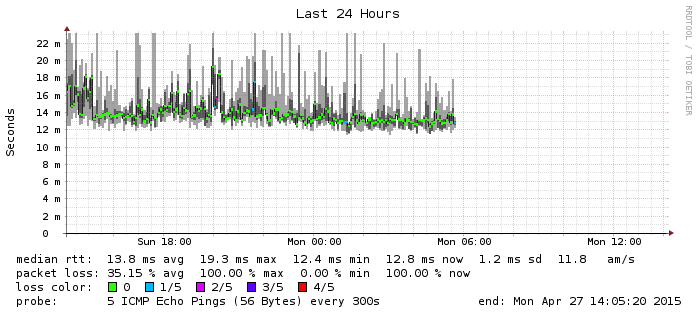 Last 24 Hours
RRDTOOL / TOBI OETIKER
Seconds
22 m
20 m
18 m
16 m
14 m
12 m
10 m
8 m
6 m
4 m
2 m
0
Sun 18:00 Mon 00:00 Mon 06:00 Mon 12:00
median rtt: 13.8 ms avg 19.3 ms max 12.4 ms min 12.8 ms now 1.2 ms sd 11.8 am/s
packet loss: 35.15 % avg 100.00 % max 0.00 % min 100.00 % now
loss color: 0 1/5 2/5 3/5 4/5
probe: 5 ICMP Echo Pings (56 Bytes) every 300s end: Mon Apr 27 14:05:20 2015